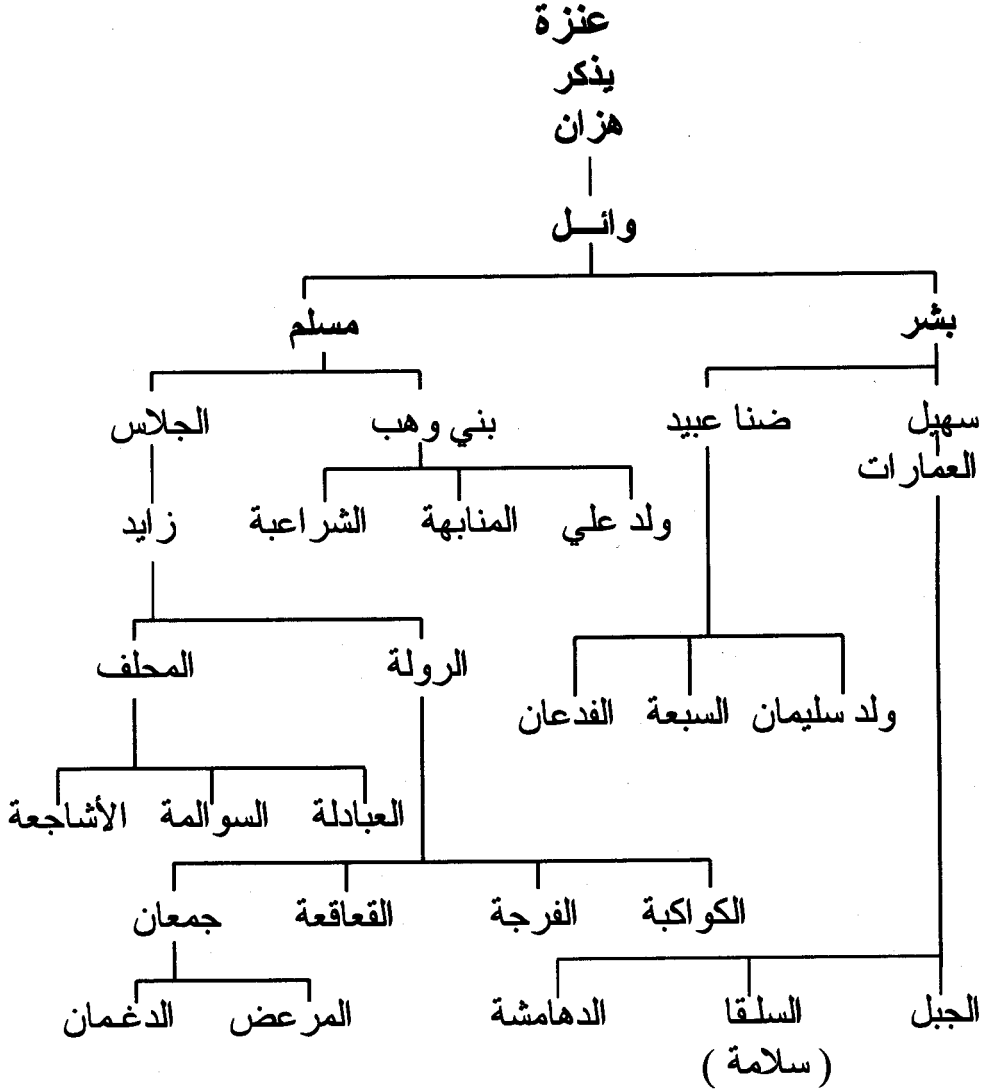 عنزة
يذكر
هزان
وائــل
بشر
مسلم
سهيل
ضنا عبيد
بني وهب
الجلاس
العمارات
ولد علي
المنابهة
الشراعبة
زايد
الرولة
المحلف
ولد سليمان
السبعة
الفدعان
العبادلة
السوالمة
الأشاجعة
الكواكبة
الفرجة
القعاقعة
جمعان
الجبل
السلقا
الدهامشة
المرعض
الدغمان
( سلامة )